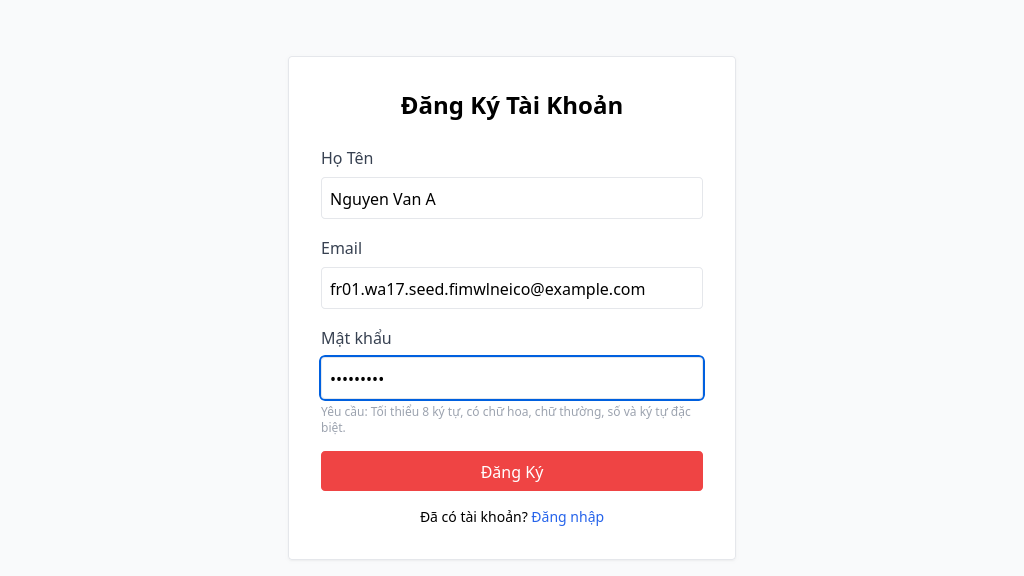 Đăng Ký Tài Khoản
Họ Tên
Nguyen Van A
Email
fr01.wa17.seed.fimwlneico@example.com
Mật khẩu
•••••••••
Yêu cầu: Tối thiểu 8 ký tự, có chữ hoa, chữ thường, số và ký tự đặc
biệt.
Đăng Ký
Đã có tài khoản? Đăng nhập